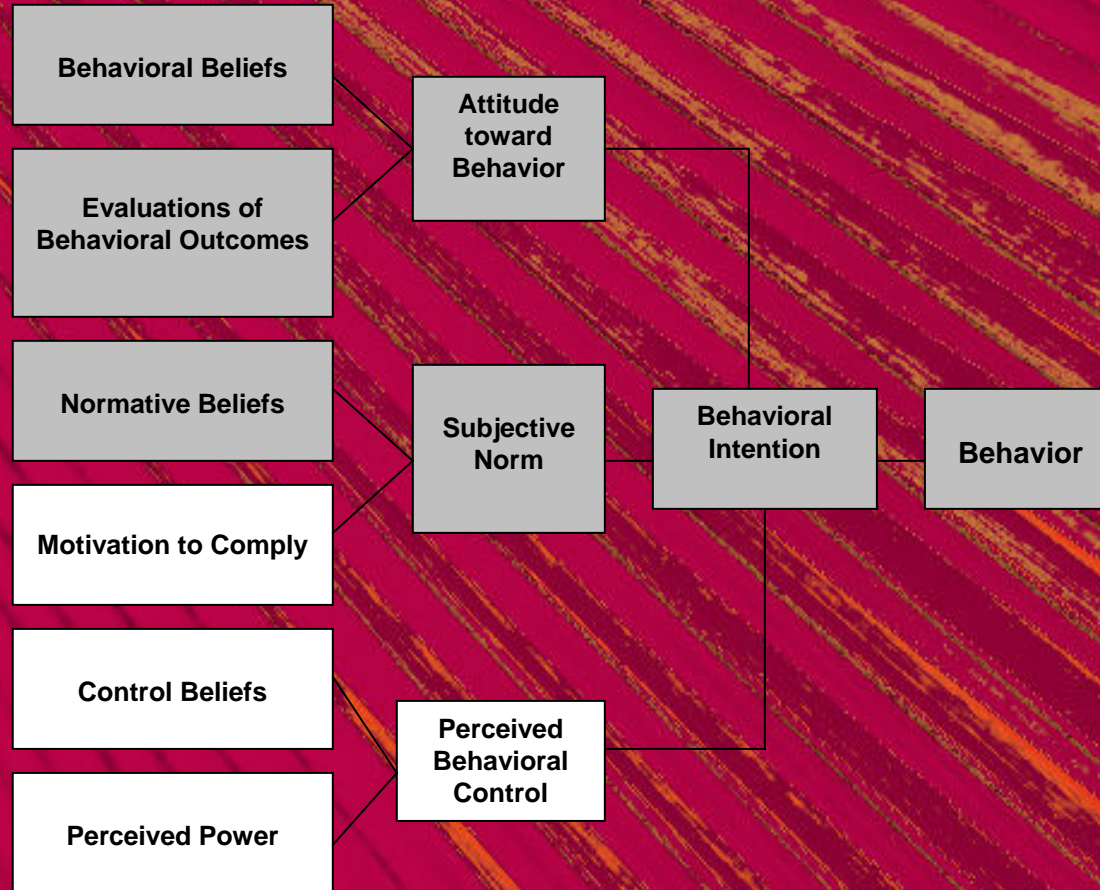 Behavioral Beliefs
Evaluations of
Behavioral Outcomes
Normative Beliefs
Motivation to Comply
Control Beliefs
Perceived Power
Attitude
toward
Behavior
Subjective
Norm
Perceived
Behavioral
Control
Behavioral
Intention
Behavior